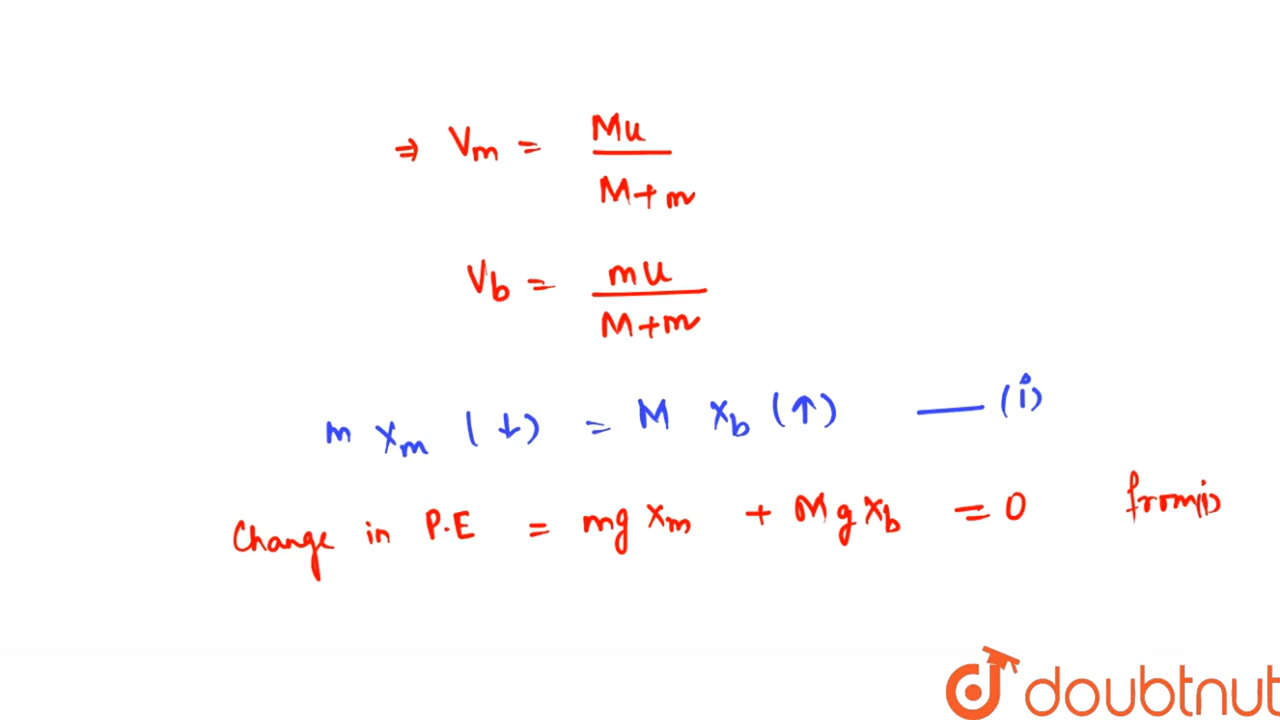 ⇒ Vm = Mu / M+m
Vb = mu / M+m
m xm (↓) = M xb (↑) —— (i)
Change in P.E = mg xm + Mg xb = 0 from(i)
doubtnut